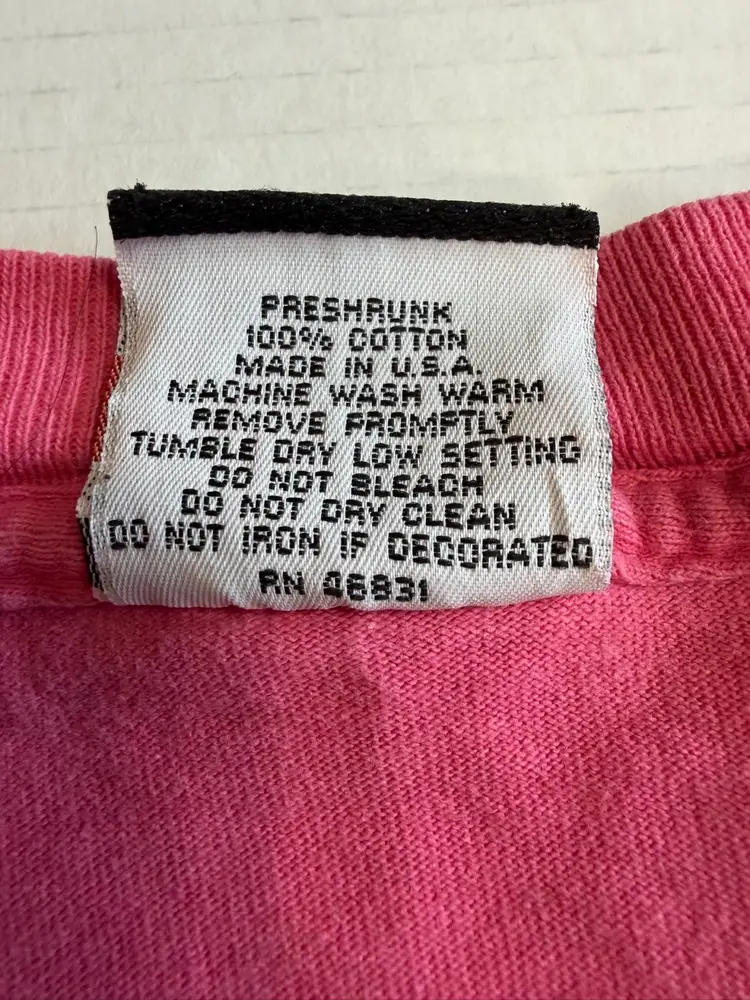 PRESHRUNK
100% COTTON
MADE IN U.S.A.
MACHINE WASH WARM
REMOVE PROMPTLY
TUMBLE DRY LOW SETTING
DO NOT BLEACH
DO NOT DRY CLEAN
DO NOT IRON IF DECORATED
RN 26831